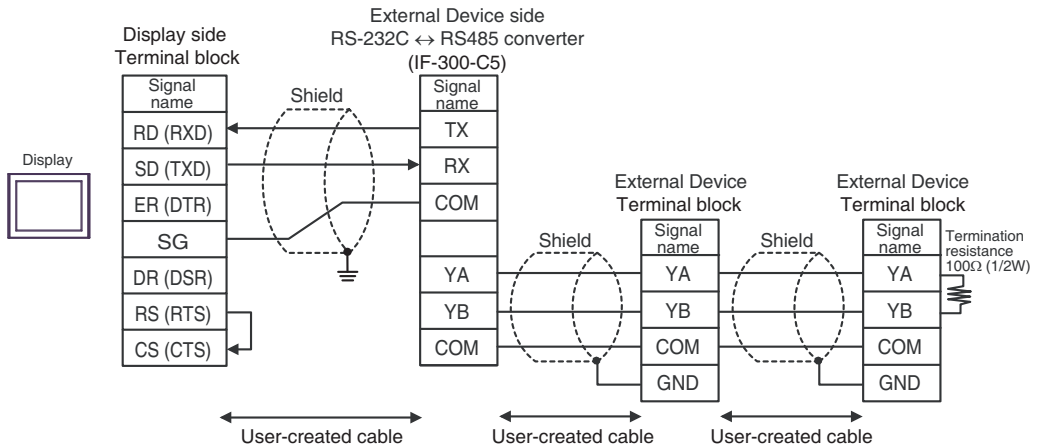 External Device side
RS-232C ↔ RS485 converter
(IF-300-C5)
Display side
Terminal block
Signal
name
RD (RXD)
SD (TXD)
ER (DTR)
SG
DR (DSR)
RS (RTS)
CS (CTS)
Display
Shield
Signal
name
TX
RX
COM
YA
YB
COM
Shield
External Device
Terminal block
Signal
name
YA
YB
COM
GND
Shield
External Device
Terminal block
Signal
name
YA
YB
COM
GND
Termination
resistance
100Ω (1/2W)
User-created cable
User-created cable
User-created cable